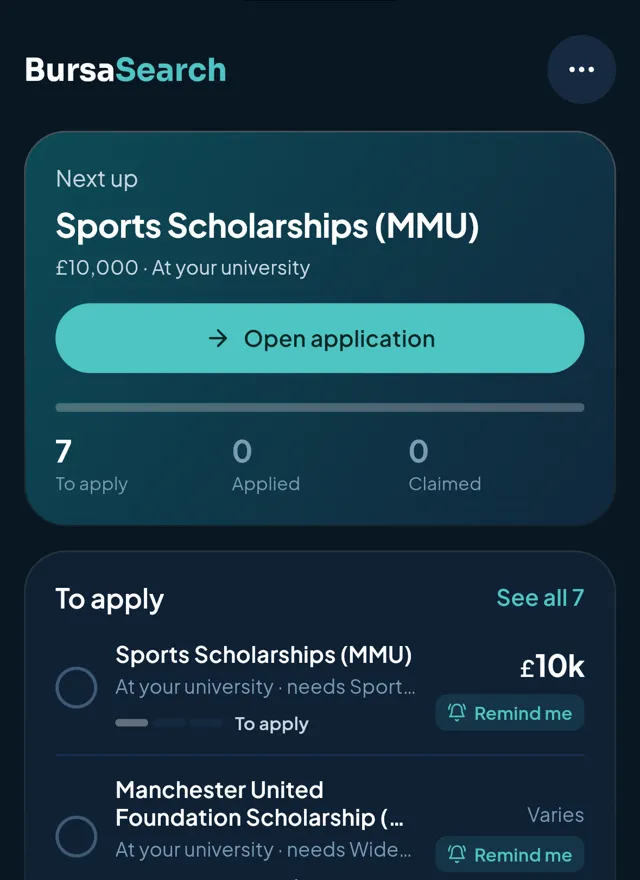 BursaSearch
Next up
Sports Scholarships (MMU)
£10,000 · At your university
→ Open application
7
To apply
0
Applied
0
Claimed
To apply
See all 7
Sports Scholarships (MMU)
At your university · needs Sport...
To apply
£10k
Remind me
Manchester United
Foundation Scholarship (...
At your university · needs Wide...
Varies
Remind me